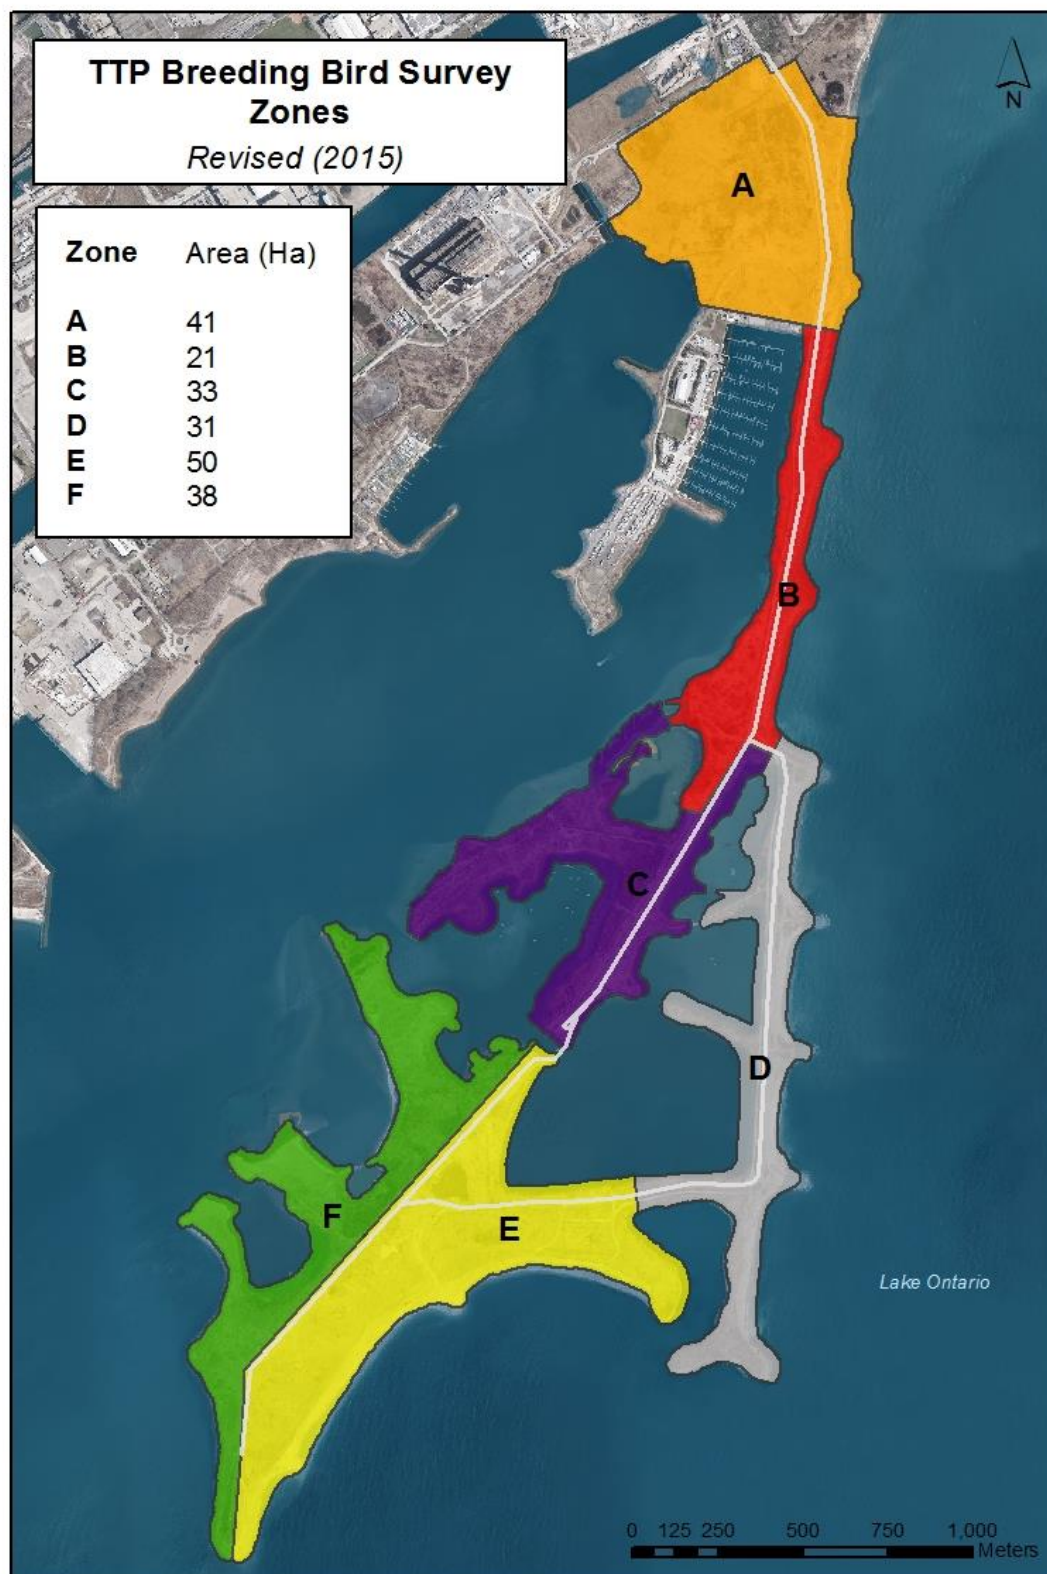 TTP Breeding Bird Survey
Zones
Revised (2015)
Zone Area (Ha)
A 41
B 21
C 33
D 31
E 50
F 38
N
A
B
C
D
E
F
Lake Ontario
0 125 250 500 750 1,000
Meters